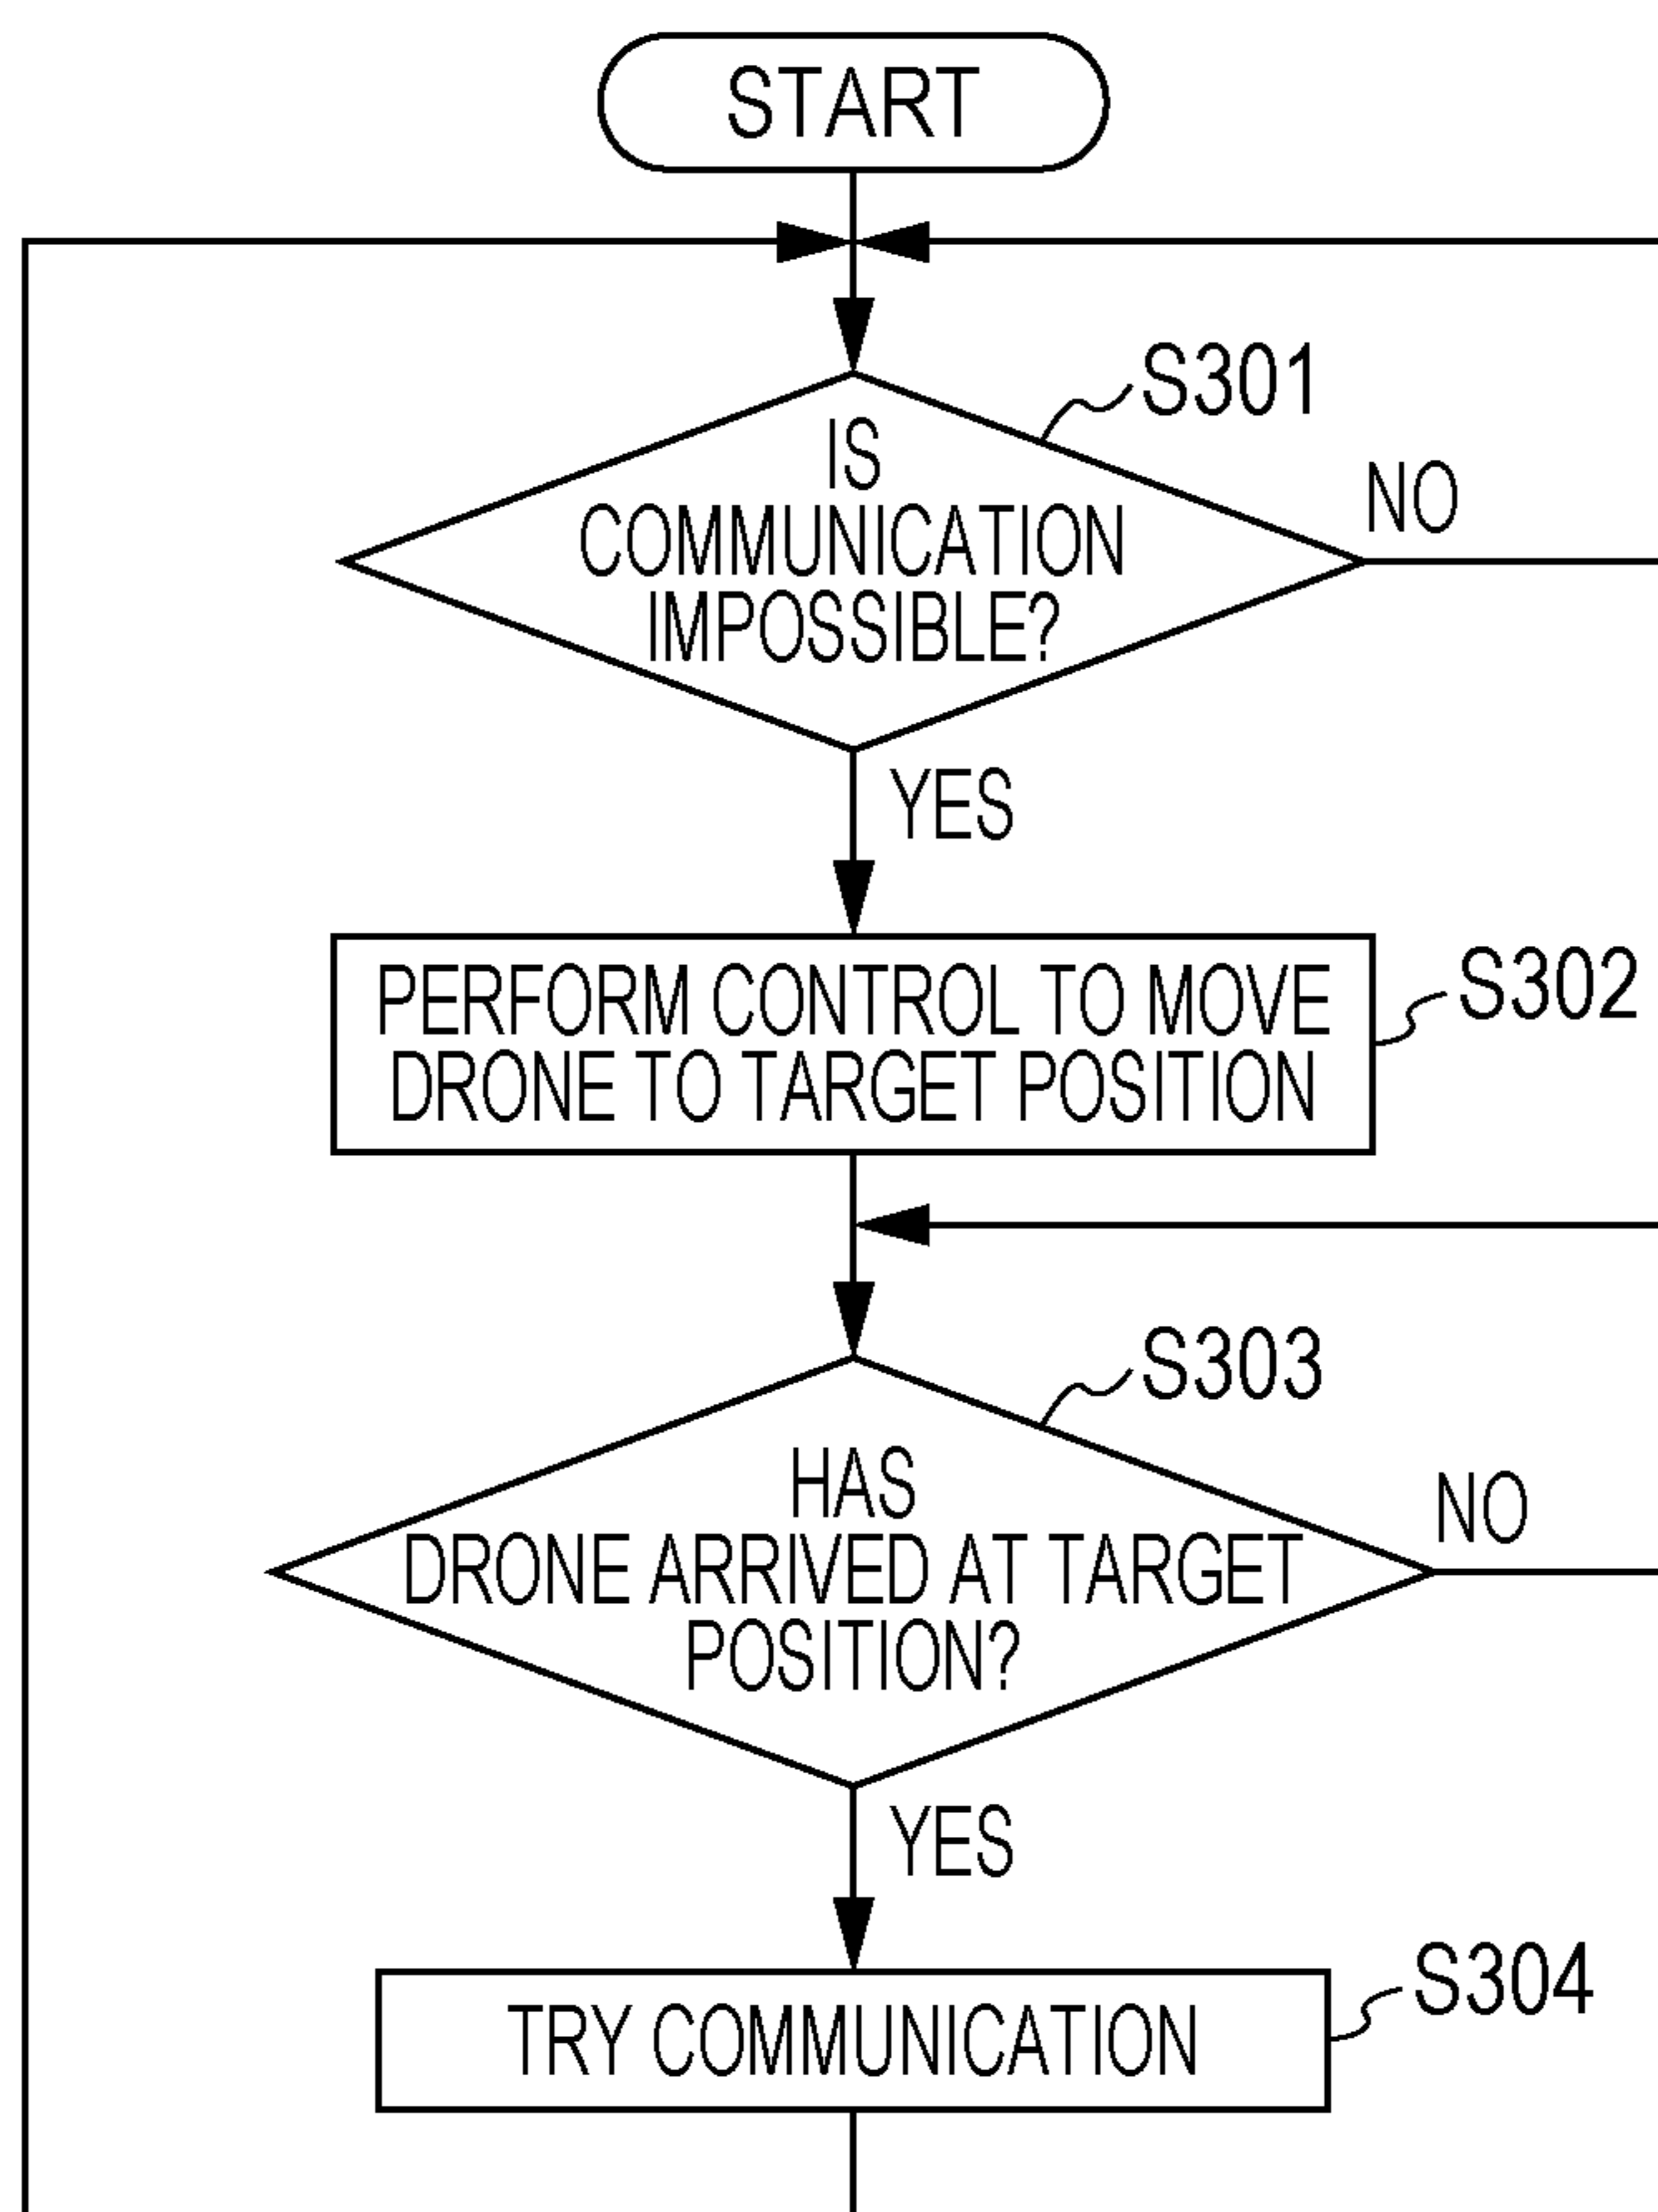 START
S301
IS
COMMUNICATION
IMPOSSIBLE?
NO
YES
PERFORM CONTROL TO MOVE
DRONE TO TARGET POSITION
S302
S303
HAS
DRONE ARRIVED AT TARGET
POSITION?
NO
YES
TRY COMMUNICATION
S304